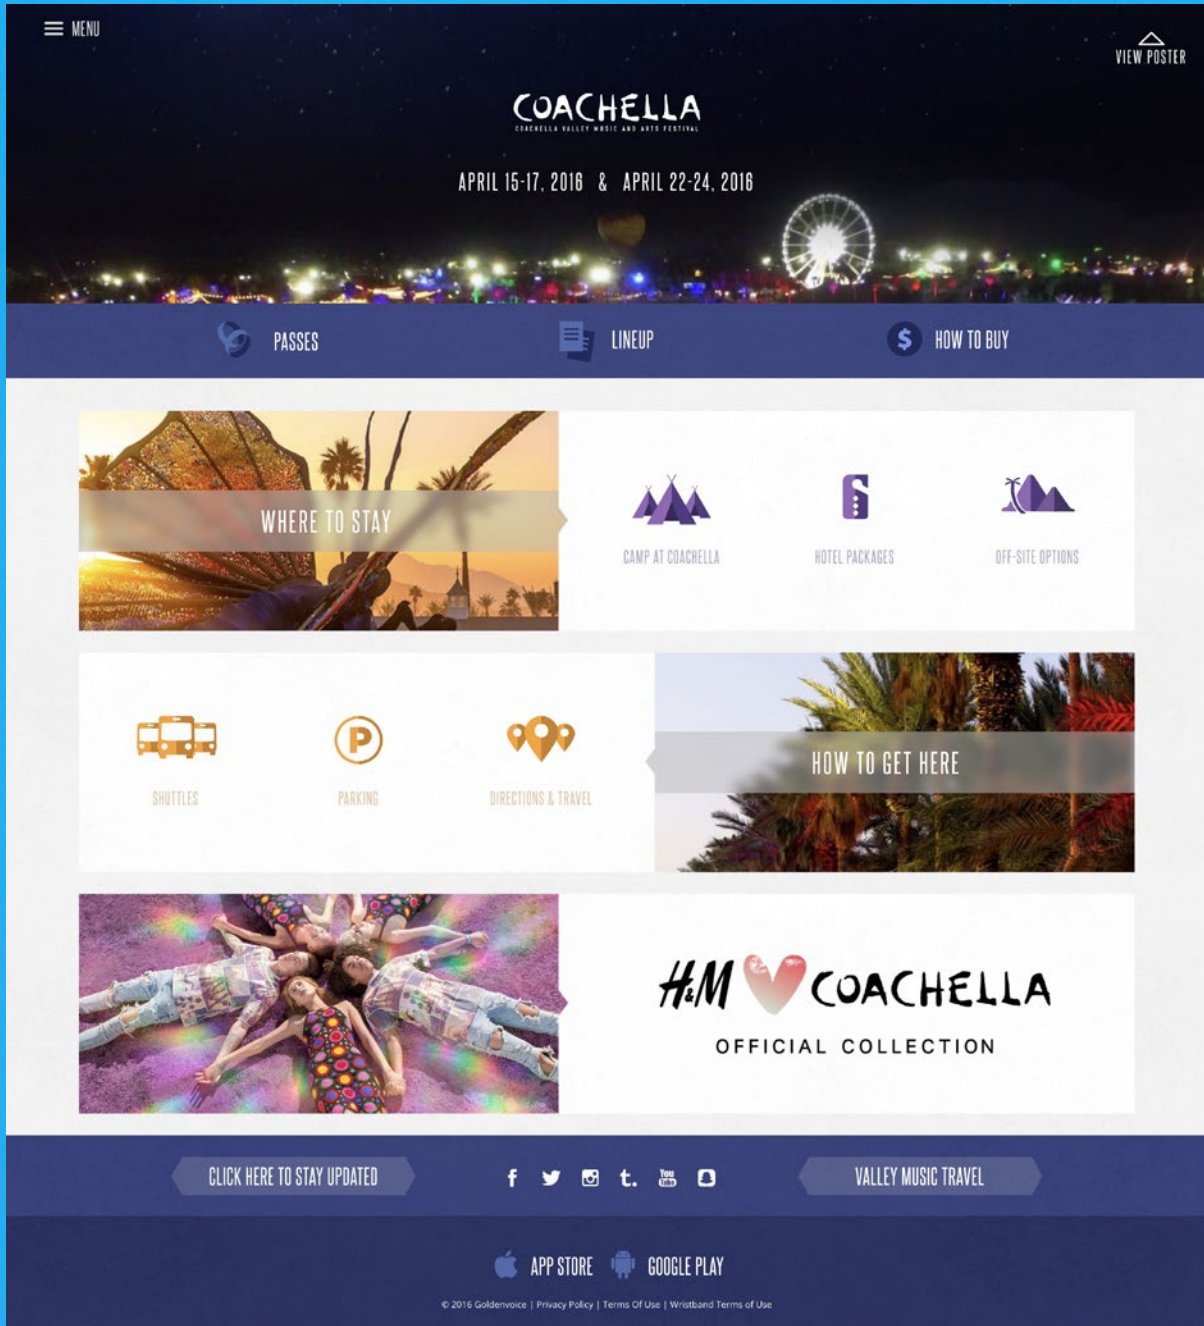 MENU
VIEW POSTER
COACHELLA
COACHELLA VALLEY MUSIC AND ARTS FESTIVAL
APRIL 15-17, 2016 & APRIL 22-24, 2016
PASSES
LINEUP
$ HOW TO BUY
WHERE TO STAY
CAMP AT COACHELLA
HOTEL PACKAGES
OFF-SITE OPTIONS
P
SHUTTLES
PARKING
DIRECTIONS & TRAVEL
HOW TO GET HERE
H&M COACHELLA
OFFICIAL COLLECTION
CLICK HERE TO STAY UPDATED
f t. You Tube
VALLEY MUSIC TRAVEL
APP STORE GOOGLE PLAY
© 2016 Goldenvoice | Privacy Policy | Terms Of Use | Wristband Terms of Use